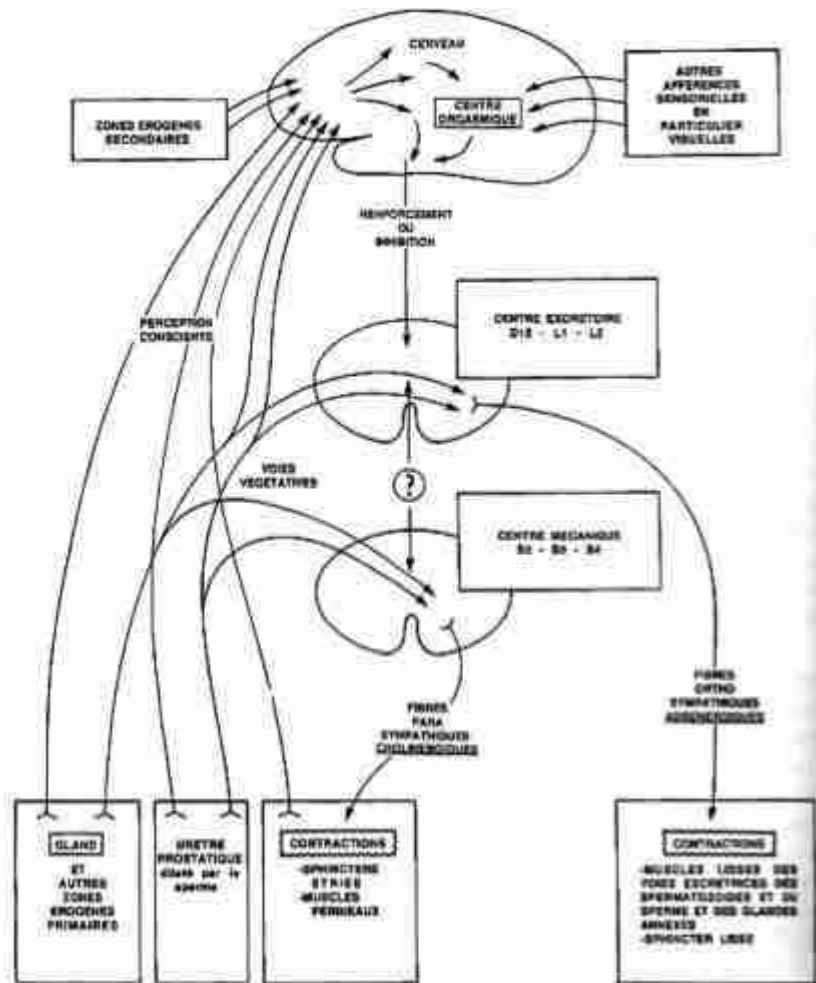 CERVEAU
CENTRE
ORGASMIQUE
ZONES EROGENES
SECONDAIRES
AUTRES
AFFERENCES
SENSORIELLES
EN
PARTICULIER
VISUELLES
RENFORCEMENT
OU
INHIBITION
PERCEPTION
CONSCIENTE
CENTRE EXCRETOIRE
D12 - L1 - L2
VOIES
VEGETATIVES
?
CENTRE MECANIQUE
S2 - S3 - S4
FIBRES
PARA
SYMPATHIQUES
CHOLINERGIQUES
FIBRES
ORTHO
SYMPATHIQUES
ADRENERGIQUES
GLAND
ET
AUTRES
ZONES
EROGENES
PRIMAIRES
URETRE
PROSTATIQUE
dilaté par le
sperme
CONTRACTIONS
-SPHINCTERE
STRIES
-MUSCLES
PERINEAUX
CONTRACTIONS
-MUSCLES LISSES DES
VOIES EXCRETRICES DES
SPERMATOZOIDES ET DU
SPERME ET DES GLANDES
ANNEXES
-SPHINCTER LISSE